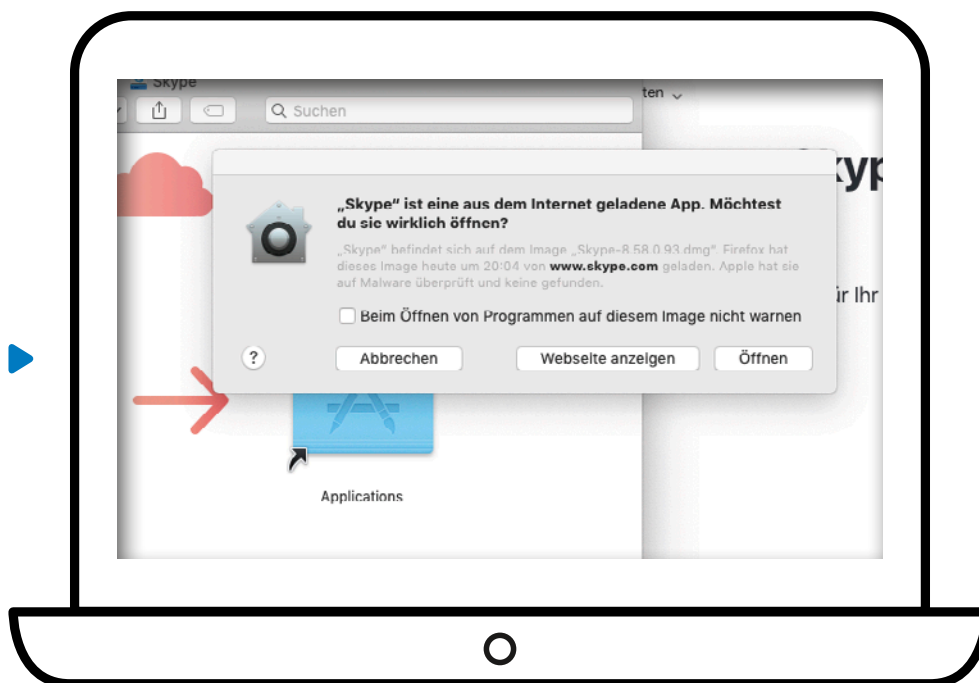 Skype
Suchen
ten
kyp
„Skype“ ist eine aus dem Internet geladene App. Möchtest
du sie wirklich öffnen?
„Skype“ befindet sich auf dem Image „Skype-8.58.0.93.dmg“. Firefox hat
dieses Image heute um 20:04 von www.skype.com geladen. Apple hat sie
auf Malware überprüft und keine gefunden.
ür Ihr
Beim Öffnen von Programmen auf diesem Image nicht warnen
?
Abbrechen
Webseite anzeigen
Öffnen
Applications